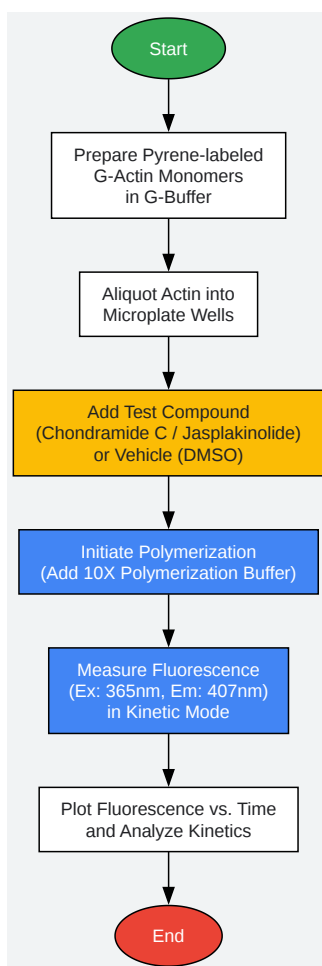 Start
Prepare Pyrene-labeled
G-Actin Monomers
in G-Buffer
Aliquot Actin into
Microplate Wells
Add Test Compound
(Chondramide C / Jasplakinolide)
or Vehicle (DMSO)
Initiate Polymerization
(Add 10X Polymerization Buffer)
Measure Fluorescence
(Ex: 365nm, Em: 407nm)
in Kinetic Mode
Plot Fluorescence vs. Time
and Analyze Kinetics
End